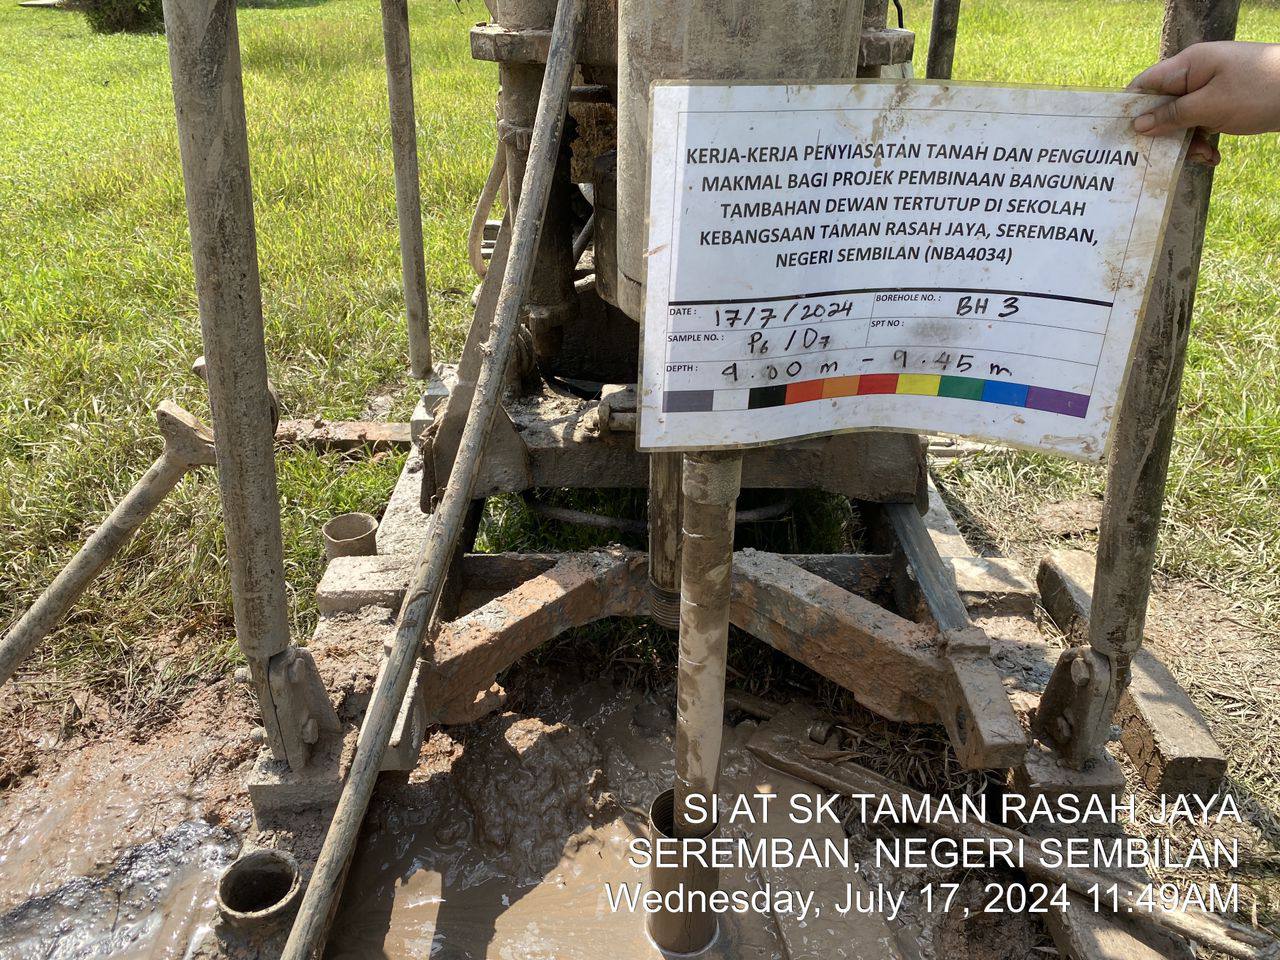 KERJA-KERJA PENYIASATAN TANAH DAN PENGUJIAN
MAKMAL BAGI PROJEK PEMBINAAN BANGUNAN
TAMBAHAN DEWAN TERTUTUP DI SEKOLAH
KEBANGSAAN TAMAN RASAH JAYA, SEREMBAN,
NEGERI SEMBILAN (NBA4034)
DATE : 17/7/2024 BOREHOLE NO. : BH 3
SAMPLE NO. : P6 / D7 SPT NO :
DEPTH : 9.00 m - 9.45 m
SI AT SK TAMAN RASAH JAYA
SEREMBAN, NEGERI SEMBILAN
Wednesday, July 17, 2024 11:49AM